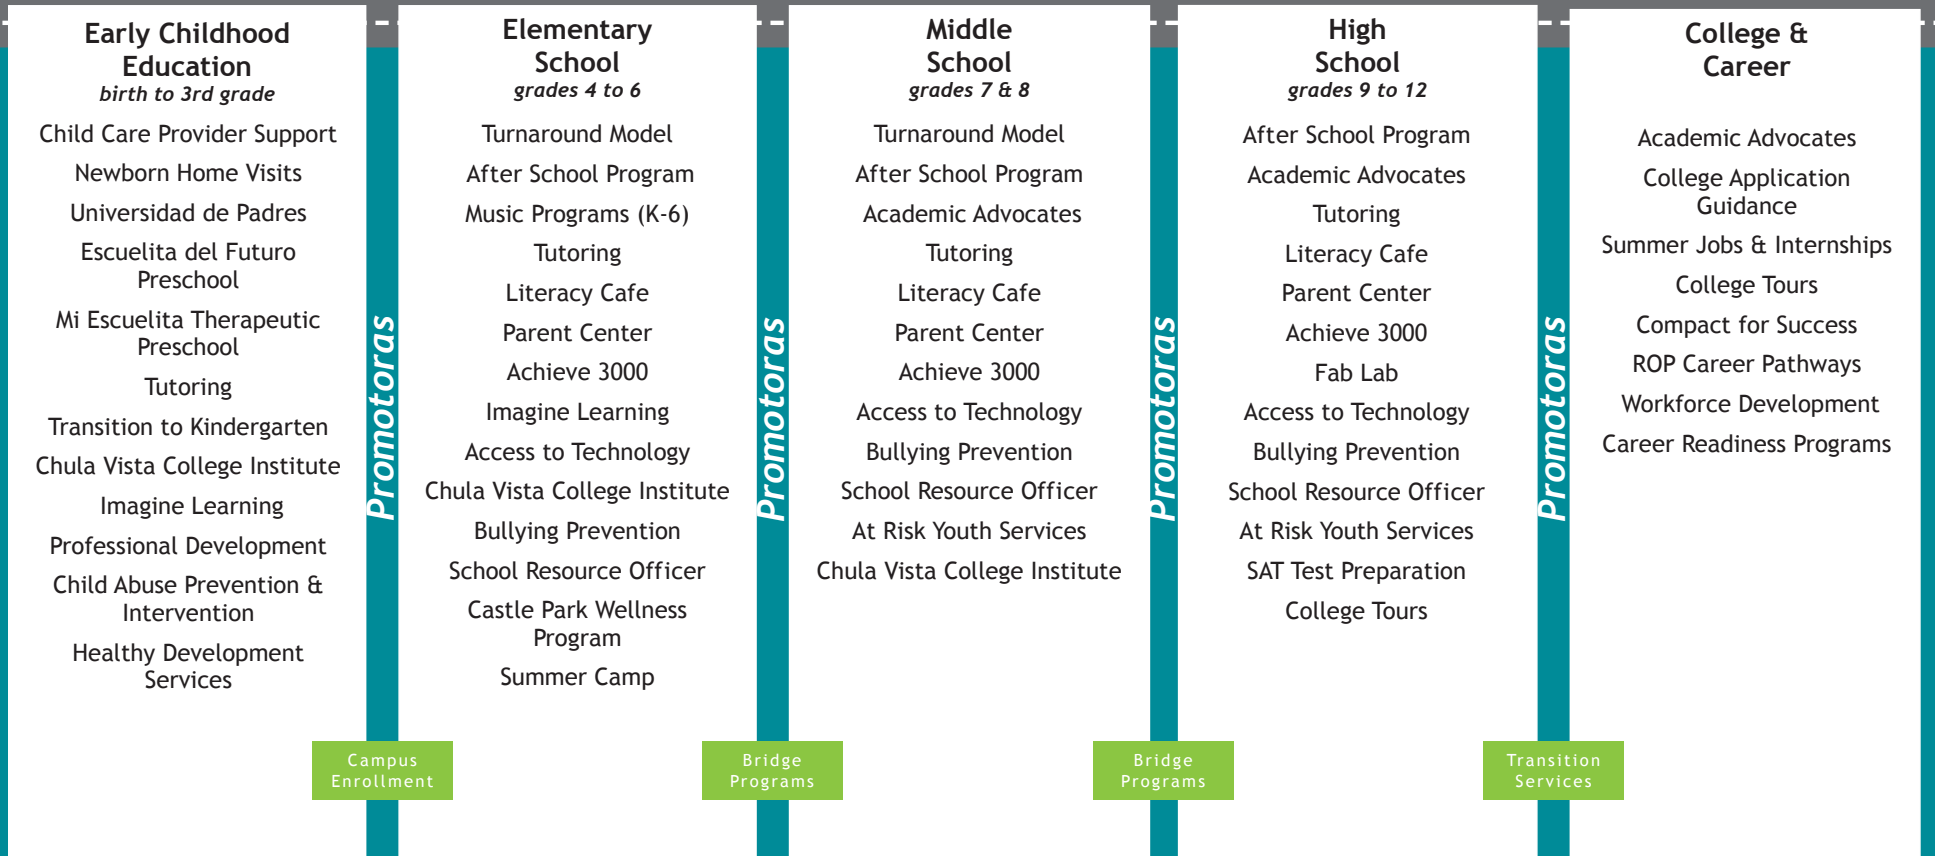 Early Childhood
Education
birth to 3rd grade
Child Care Provider Support
Newborn Home Visits
Universidad de Padres
Escuelita del Futuro
Preschool
Mi Escuelita Therapeutic
Preschool
Tutoring
Transition to Kindergarten
Chula Vista College Institute
Imagine Learning
Professional Development
Child Abuse Prevention &
Intervention
Healthy Development
Services
Promotoras
Campus
Enrollment
Elementary
School
grades 4 to 6
Turnaround Model
After School Program
Music Programs (K-6)
Tutoring
Literacy Cafe
Parent Center
Achieve 3000
Imagine Learning
Access to Technology
Chula Vista College Institute
Bullying Prevention
School Resource Officer
Castle Park Wellness
Program
Summer Camp
Promotoras
Bridge
Programs
Middle
School
grades 7 & 8
Turnaround Model
After School Program
Academic Advocates
Tutoring
Literacy Cafe
Parent Center
Achieve 3000
Access to Technology
Bullying Prevention
School Resource Officer
At Risk Youth Services
Chula Vista College Institute
Promotoras
Bridge
Programs
High
School
grades 9 to 12
After School Program
Academic Advocates
Tutoring
Literacy Cafe
Parent Center
Achieve 3000
Fab Lab
Access to Technology
Bullying Prevention
School Resource Officer
At Risk Youth Services
SAT Test Preparation
College Tours
Promotoras
Transition
Services
College &
Career
Academic Advocates
College Application
Guidance
Summer Jobs & Internships
College Tours
Compact for Success
ROP Career Pathways
Workforce Development
Career Readiness Programs